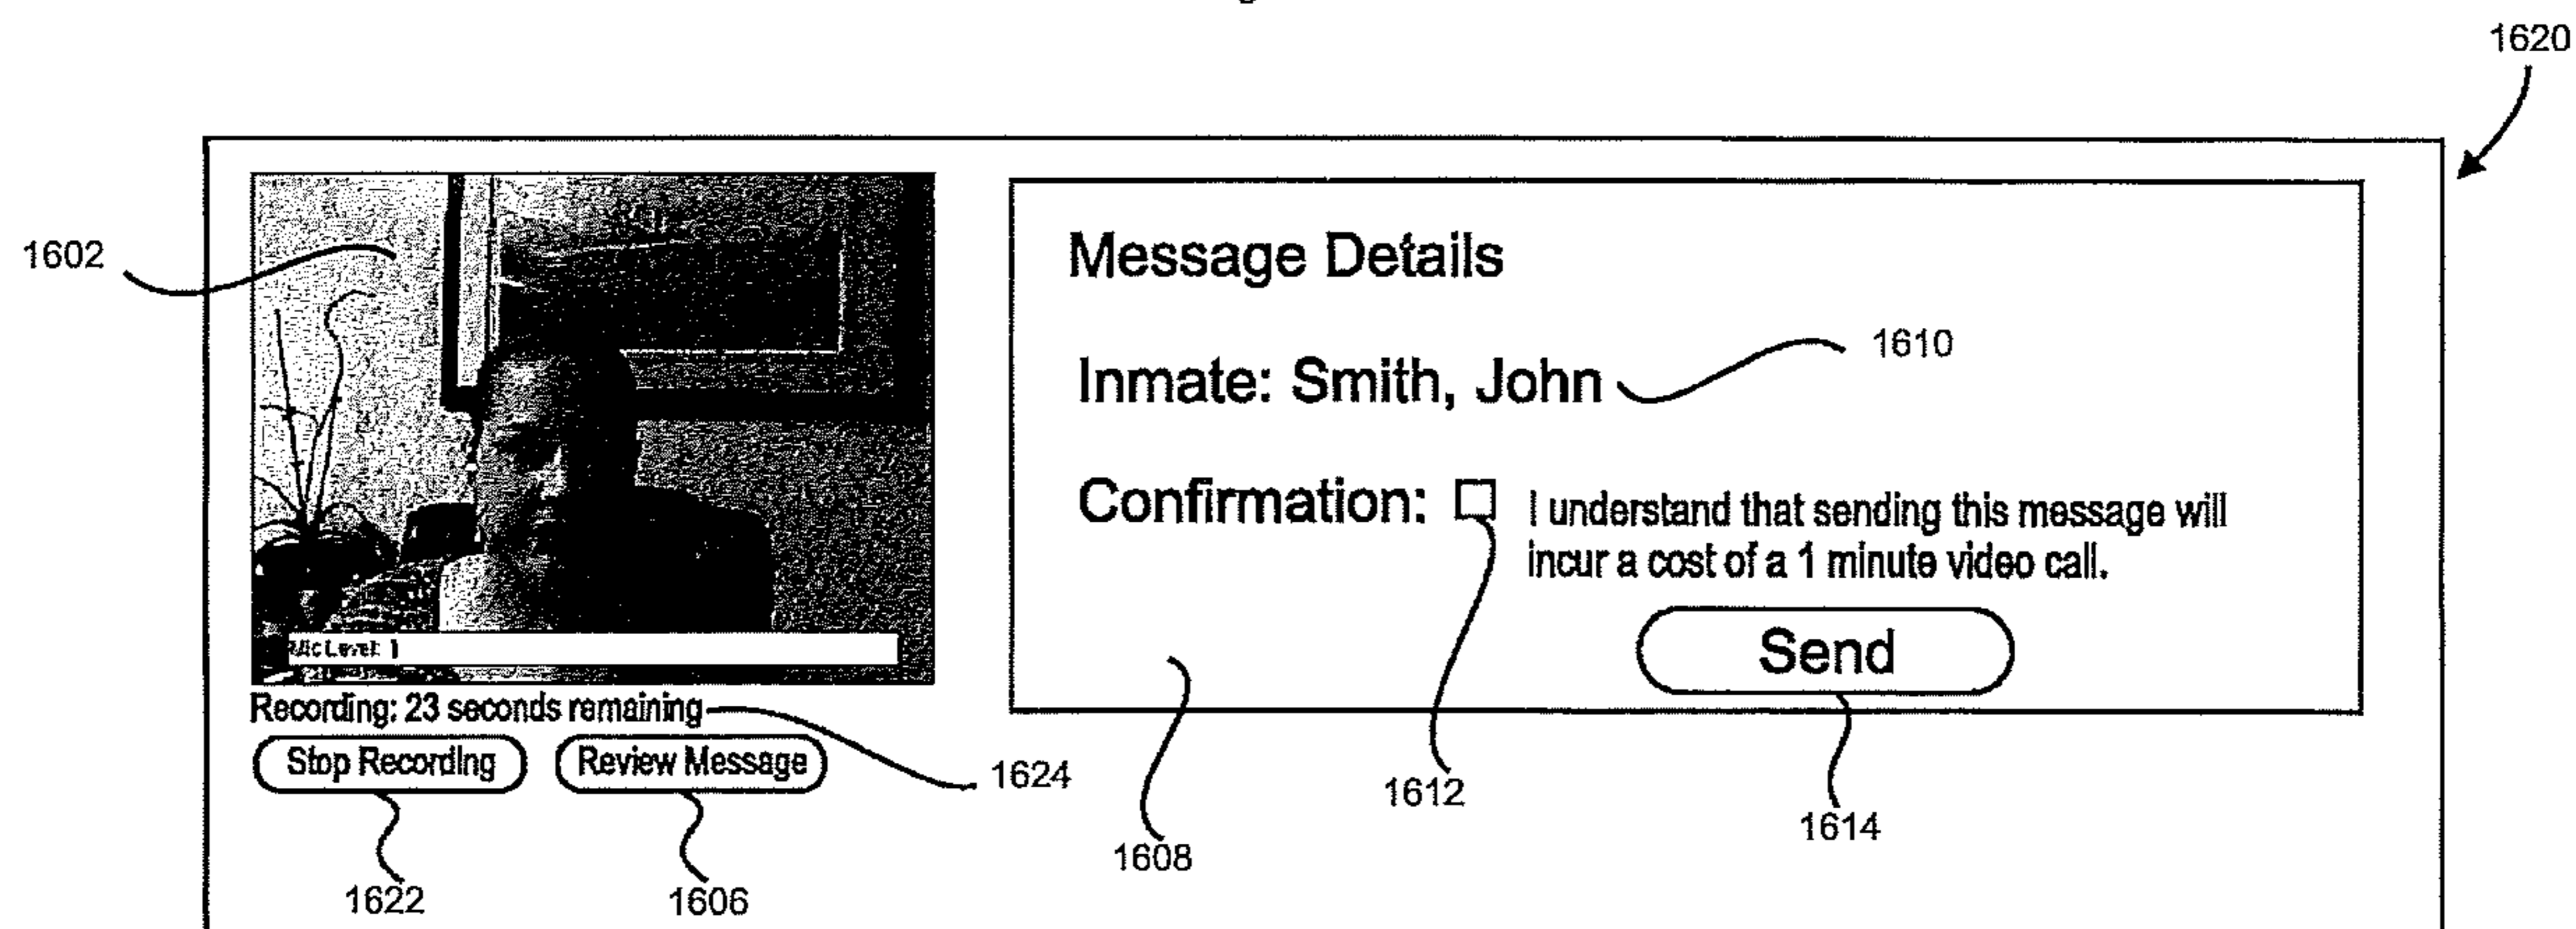 1620
1602
Message Details
Inmate: Smith, John
1610
Confirmation:
I understand that sending this message will
incur a cost of a 1 minute video call.
Send
Mic Level: 1
Recording: 23 seconds remaining
Stop Recording
Review Message
1624
1612
1614
1608
1622
1606